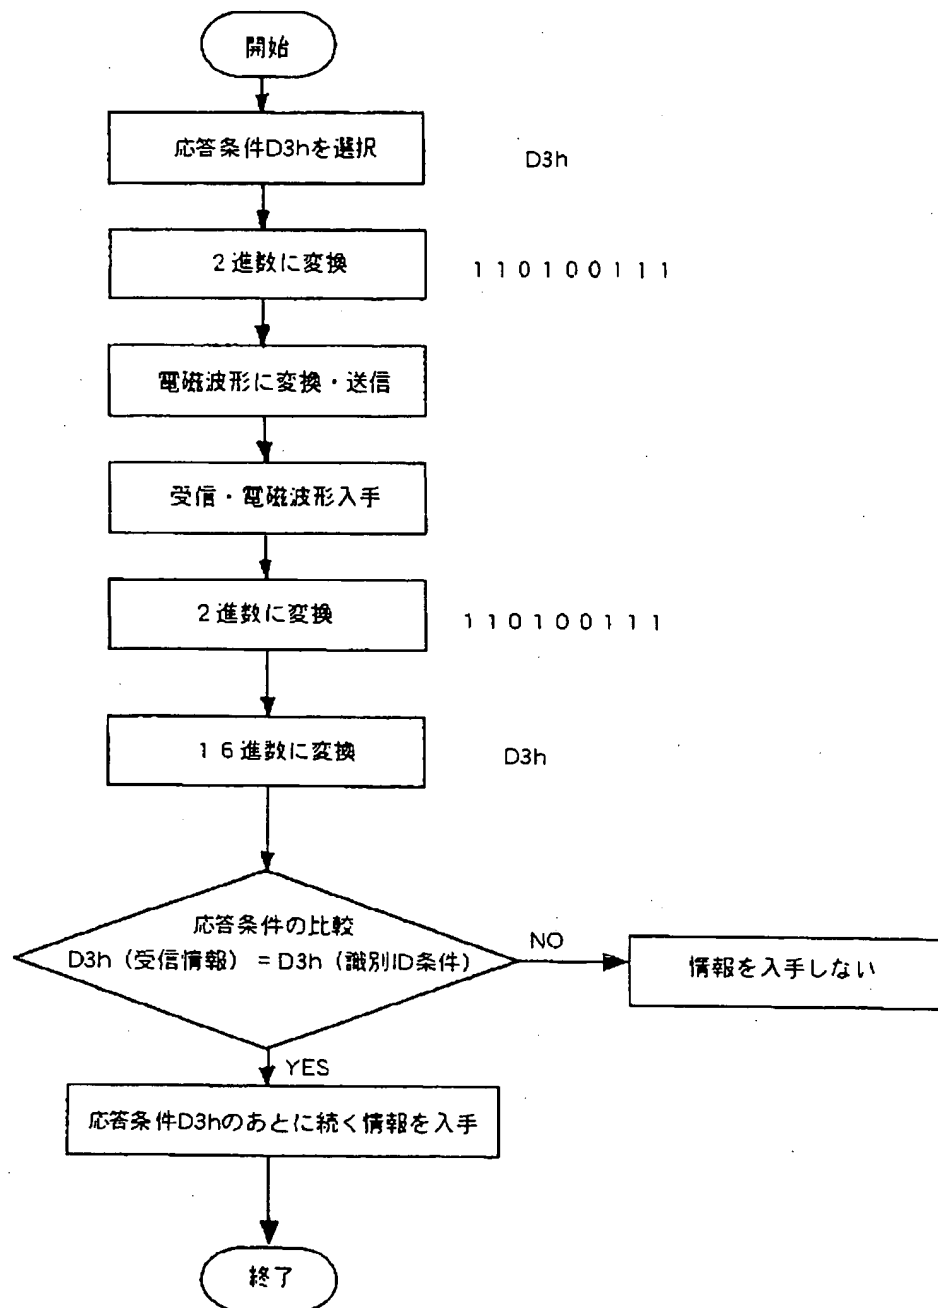 開始
応答条件D3hを選択
D3h
2進数に変換
110100111
電磁波形に変換・送信
受信・電磁波形入手
2進数に変換
110100111
16進数に変換
D3h
応答条件の比較
D3h(受信情報) = D3h(識別ID条件)
NO
情報を入手しない
YES
応答条件D3hのあとに続く情報を入手
終了